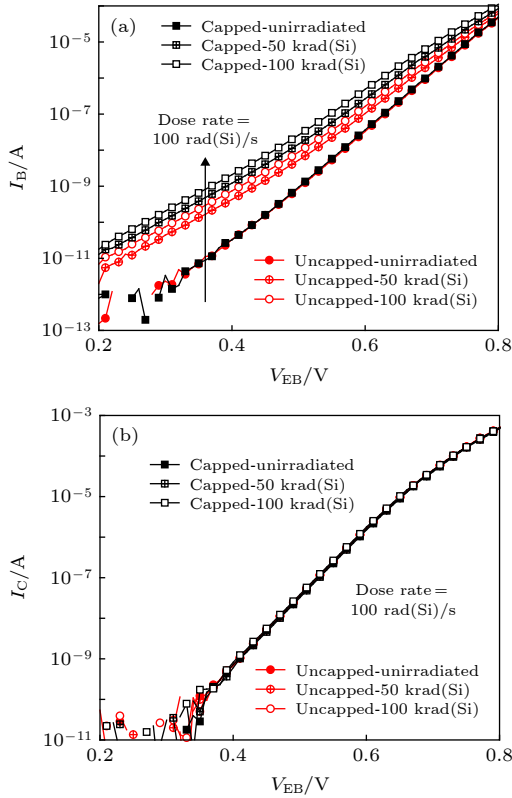 (a)
Capped-unirradiated
Capped-50 krad(Si)
Capped-100 krad(Si)
Dose rate=
100 rad(Si)/s
Uncapped-unirradiated
Uncapped-50 krad(Si)
Uncapped-100 krad(Si)
10⁻⁵
10⁻⁷
10⁻⁹
10⁻¹¹
10⁻¹³
I_B/A
0.2 0.4 0.6 0.8
V_EB/V
(b)
Capped-unirradiated
Capped-50 krad(Si)
Capped-100 krad(Si)
Dose rate=
100 rad(Si)/s
Uncapped-unirradiated
Uncapped-50 krad(Si)
Uncapped-100 krad(Si)
10⁻³
10⁻⁵
10⁻⁷
10⁻⁹
10⁻¹¹
I_C/A
0.2 0.4 0.6 0.8
V_EB/V